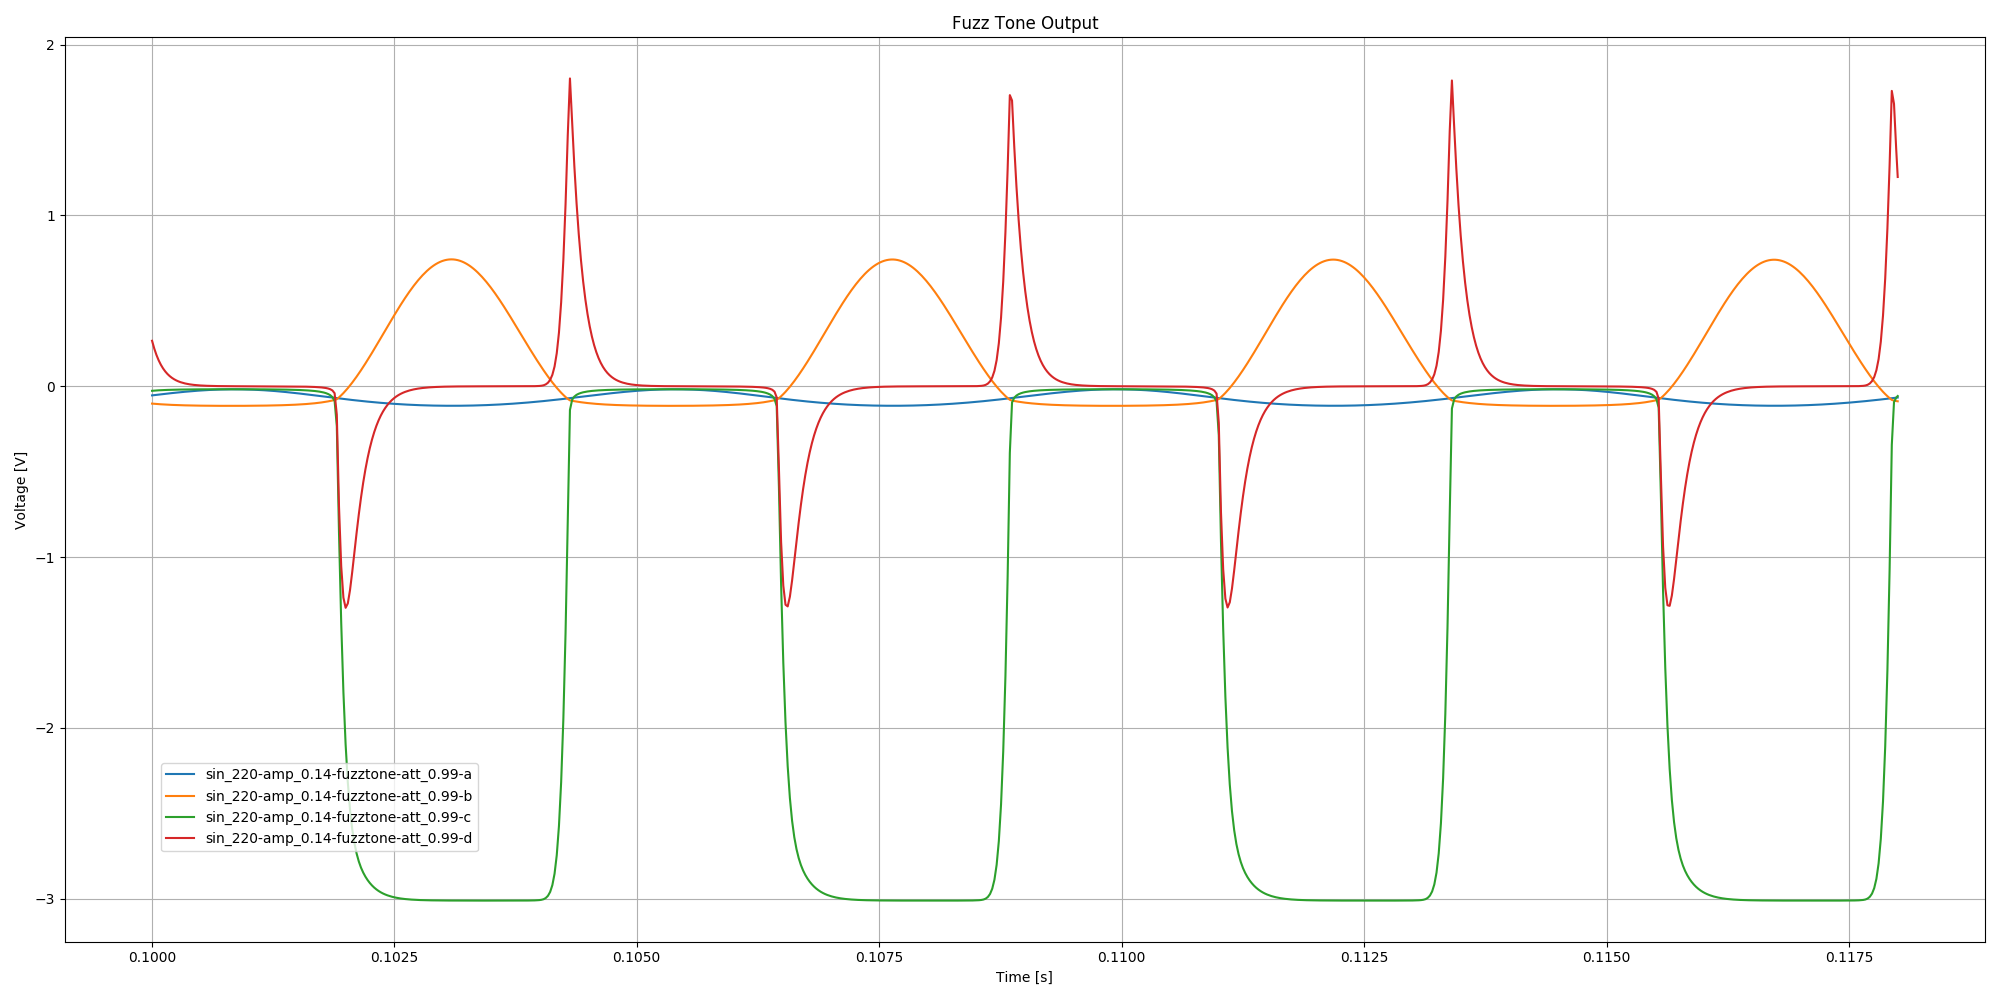 Fuzz Tone Output
2
1
0
−1
−2
−3
Voltage [V]
sin_220-amp_0.14-fuzztone-att_0.99-a
sin_220-amp_0.14-fuzztone-att_0.99-b
sin_220-amp_0.14-fuzztone-att_0.99-c
sin_220-amp_0.14-fuzztone-att_0.99-d
0.1000 0.1025 0.1050 0.1075 0.1100 0.1125 0.1150 0.1175
Time [s]